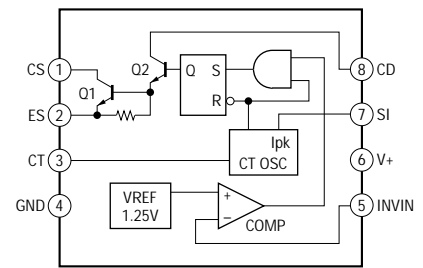 CS 1
Q2
Q S
8 CD
Q1
R
ES 2
7 SI
Ipk
CT 3
CT OSC
6 V+
VREF
1.25V
+
GND 4
5 INVIN
–
COMP